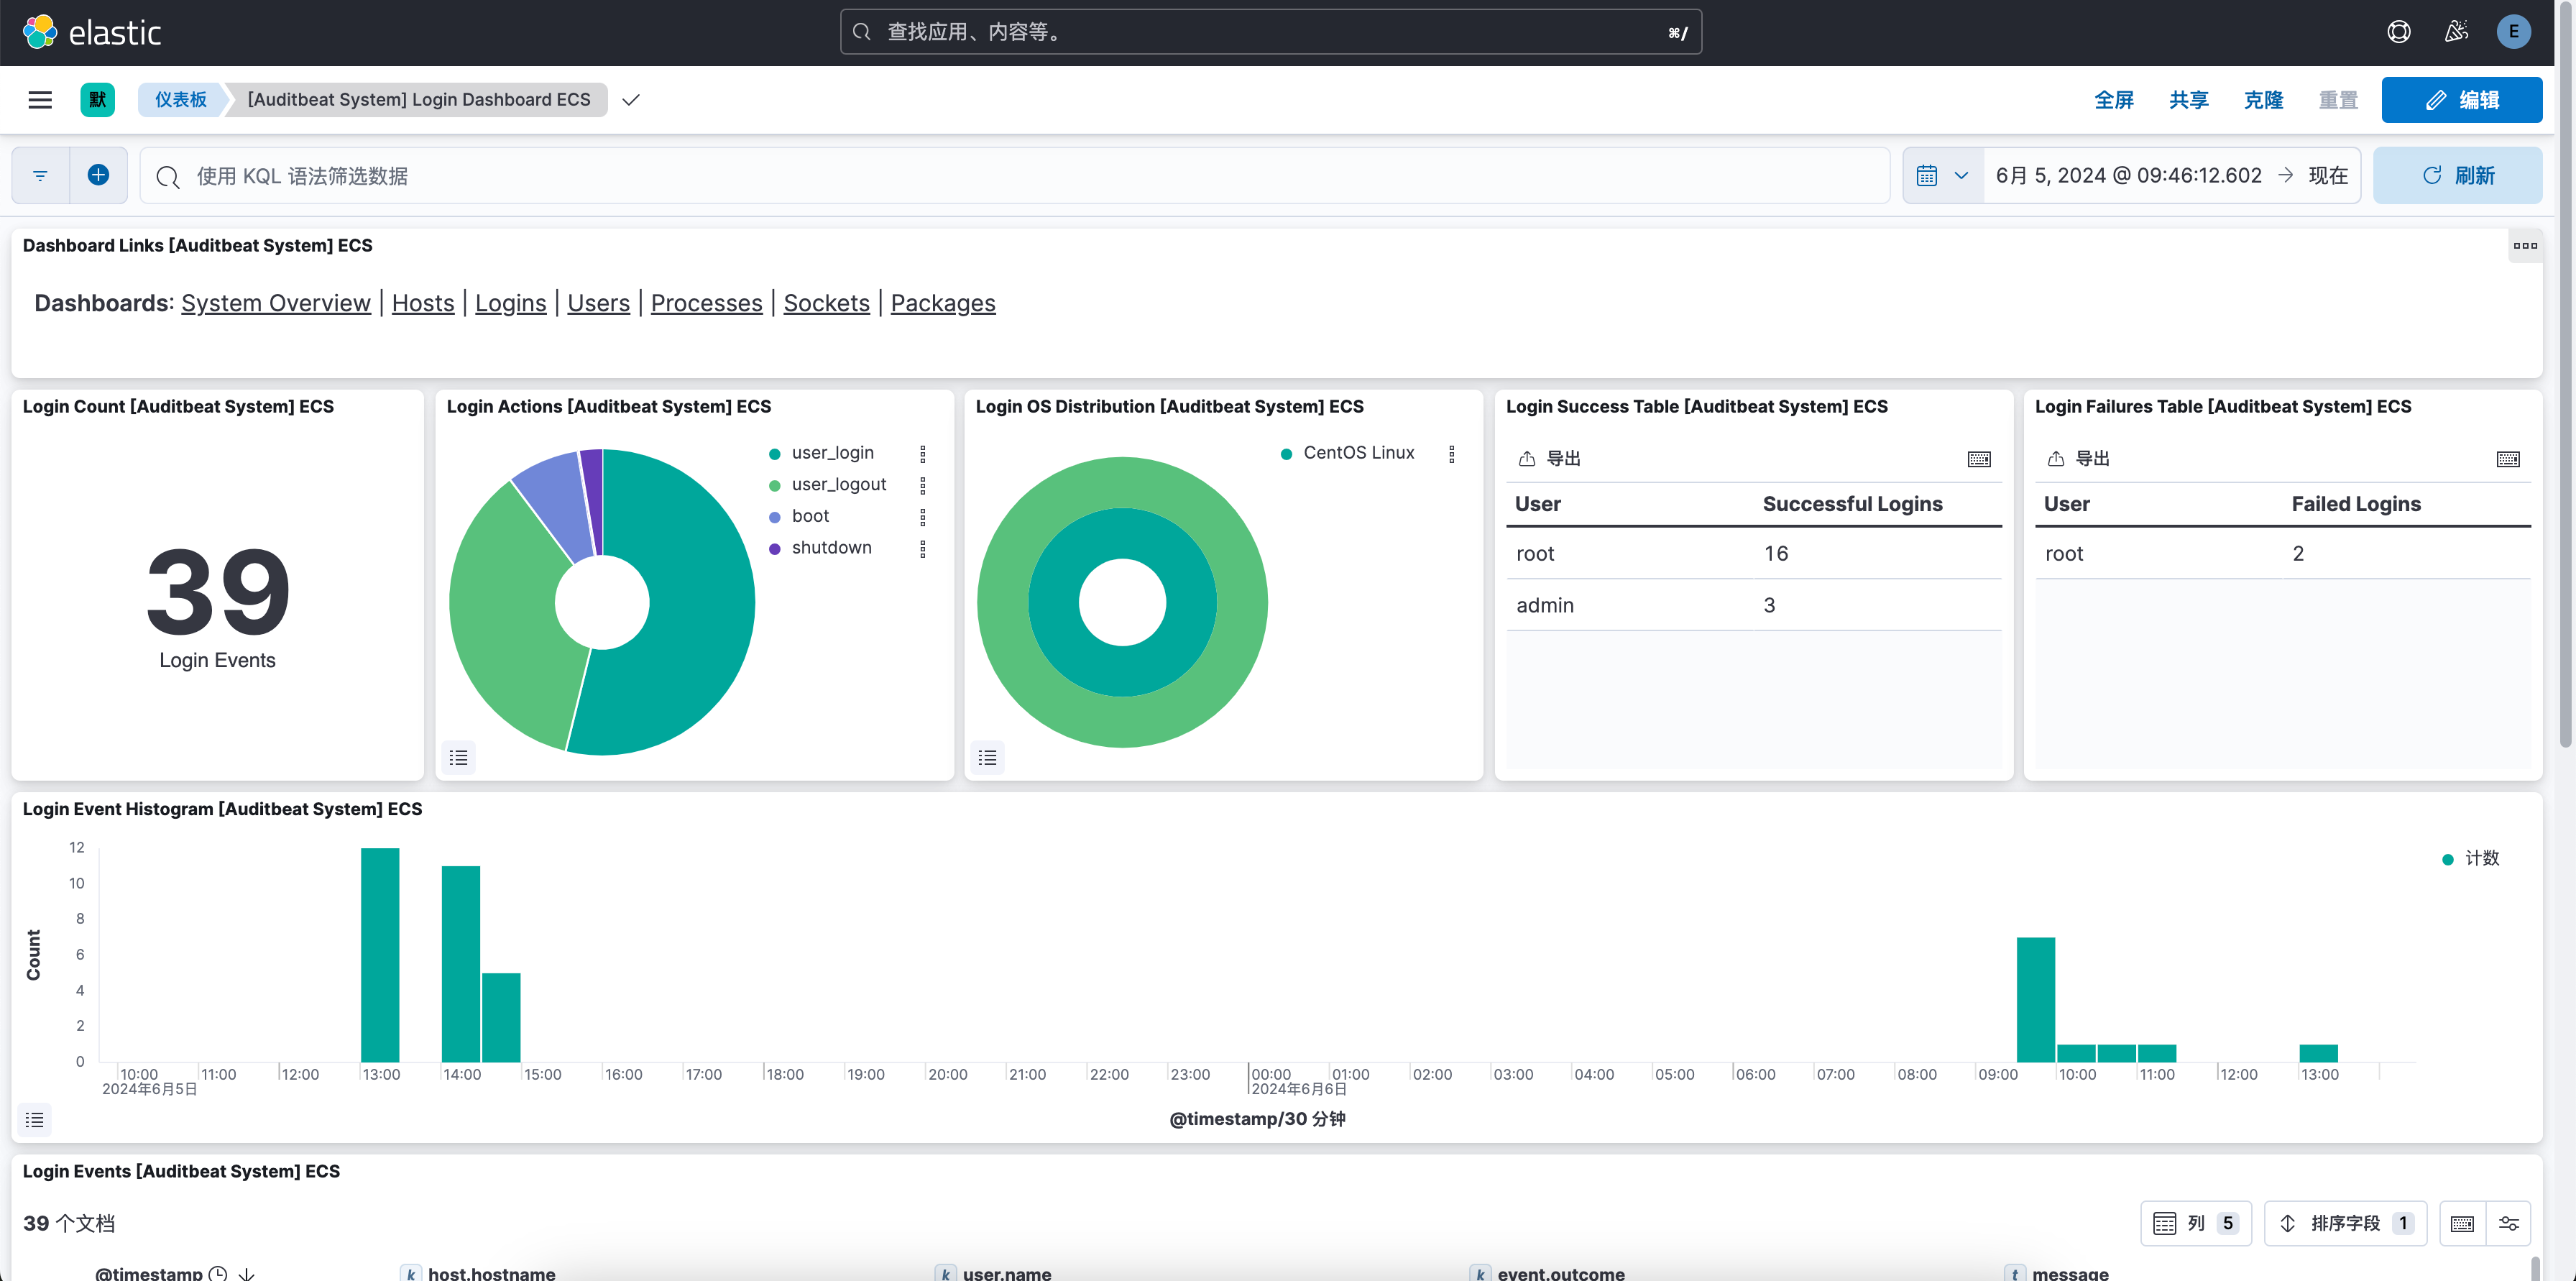 elastic
查找应用、内容等。
⌘/
E
默
仪表板
[Auditbeat System] Login Dashboard ECS
全屏
共享
克隆
重置
编辑
使用 KQL 语法筛选数据
6月 5, 2024 @ 09:46:12.602 → 现在
刷新
Dashboard Links [Auditbeat System] ECS
Dashboards: System Overview | Hosts | Logins | Users | Processes | Sockets | Packages
Login Count [Auditbeat System] ECS
39
Login Events
Login Actions [Auditbeat System] ECS
user_login
user_logout
boot
shutdown
Login OS Distribution [Auditbeat System] ECS
CentOS Linux
Login Success Table [Auditbeat System] ECS
导出
User Successful Logins
root 16
admin 3
Login Failures Table [Auditbeat System] ECS
导出
User Failed Logins
root 2
Login Event Histogram [Auditbeat System] ECS
12
10
8
6
4
2
0
Count
计数
10:00 11:00 12:00 13:00 14:00 15:00 16:00 17:00 18:00 19:00 20:00 21:00 22:00 23:00 00:00 01:00 02:00 03:00 04:00 05:00 06:00 07:00 08:00 09:00 10:00 11:00 12:00 13:00
2024年6月5日 2024年6月6日
@timestamp/30 分钟
Login Events [Auditbeat System] ECS
39 个文档
列 5
排序字段 1
@timestamp
k host.hostname
k user.name
k event.outcome
t message